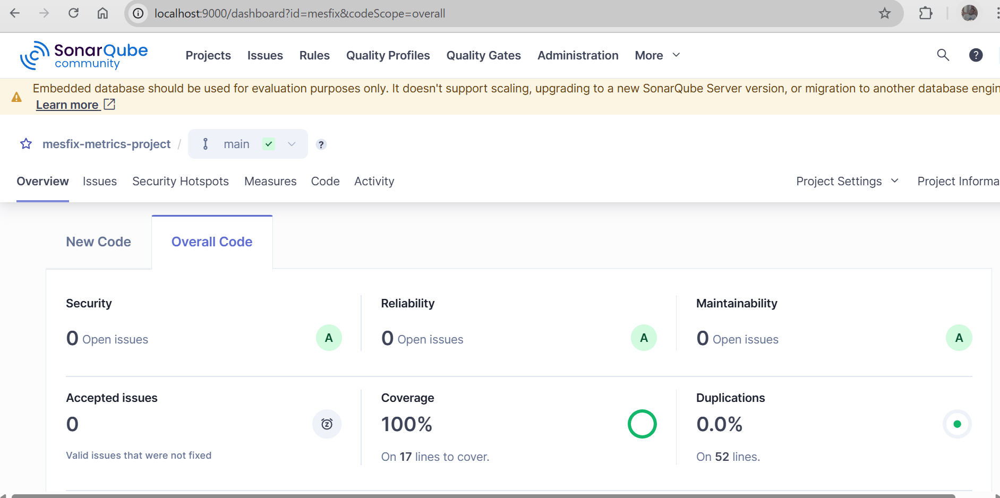 localhost:9000/dashboard?id=mesfix&codeScope=overall
SonarQube
community
Projects Issues Rules Quality Profiles Quality Gates Administration More ?
Embedded database should be used for evaluation purposes only. It doesn't support scaling, upgrading to a new SonarQube Server version, or migration to another database engin
Learn more
mesfix-metrics-project / main ?
Overview Issues Security Hotspots Measures Code Activity Project Settings Project Informa
New Code Overall Code
Security Reliability Maintainability
0 Open issues A 0 Open issues A 0 Open issues A
Accepted issues Coverage Duplications
0 100% 0.0%
Valid issues that were not fixed On 17 lines to cover. On 52 lines.